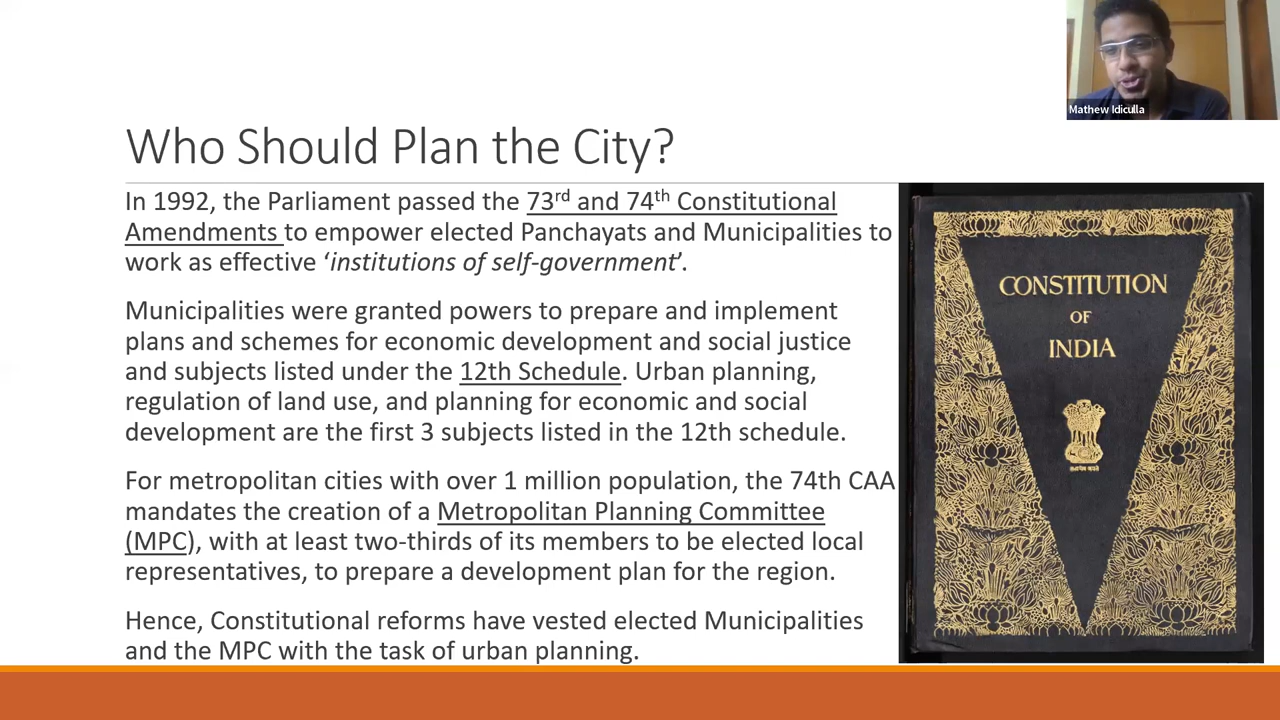 Mathew Idiculla
Who Should Plan the City?
In 1992, the Parliament passed the 73rd and 74th Constitutional
Amendments to empower elected Panchayats and Municipalities to
work as effective ‘institutions of self-government’.
Municipalities were granted powers to prepare and implement
plans and schemes for economic development and social justice
and subjects listed under the 12th Schedule. Urban planning,
regulation of land use, and planning for economic and social
development are the first 3 subjects listed in the 12th schedule.
For metropolitan cities with over 1 million population, the 74th CAA
mandates the creation of a Metropolitan Planning Committee
(MPC), with at least two-thirds of its members to be elected local
representatives, to prepare a development plan for the region.
Hence, Constitutional reforms have vested elected Municipalities
and the MPC with the task of urban planning.
CONSTITUTION
OF
INDIA
सत्यमेव जयते